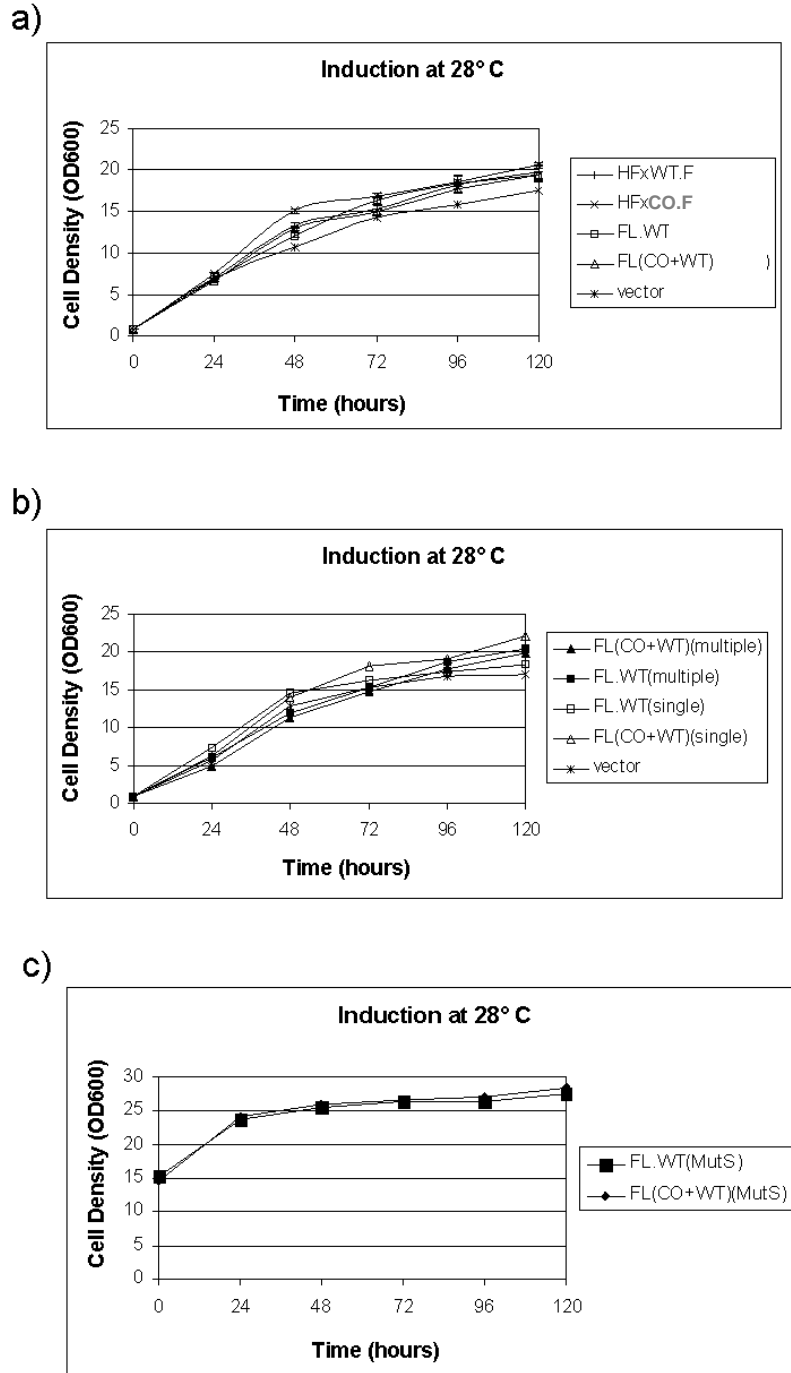 a)
Induction at 28° C
Cell Density (OD600)
25
20
15
10
5
0
0 24 48 72 96 120
Time (hours)
HFxWT.F
HFxCO.F
FL.WT
FL(CO+WT) )
vector
b)
Induction at 28° C
Cell Density (OD600)
25
20
15
10
5
0
0 24 48 72 96 120
Time (hours)
FL(CO+WT)(multiple)
FL.WT(multiple)
FL.WT(single)
FL(CO+WT)(single)
vector
c)
Induction at 28° C
Cell Density (OD600)
30
25
20
15
10
5
0
0 24 48 72 96 120
Time (hours)
FL.WT(MutS)
FL(CO+WT)(MutS)